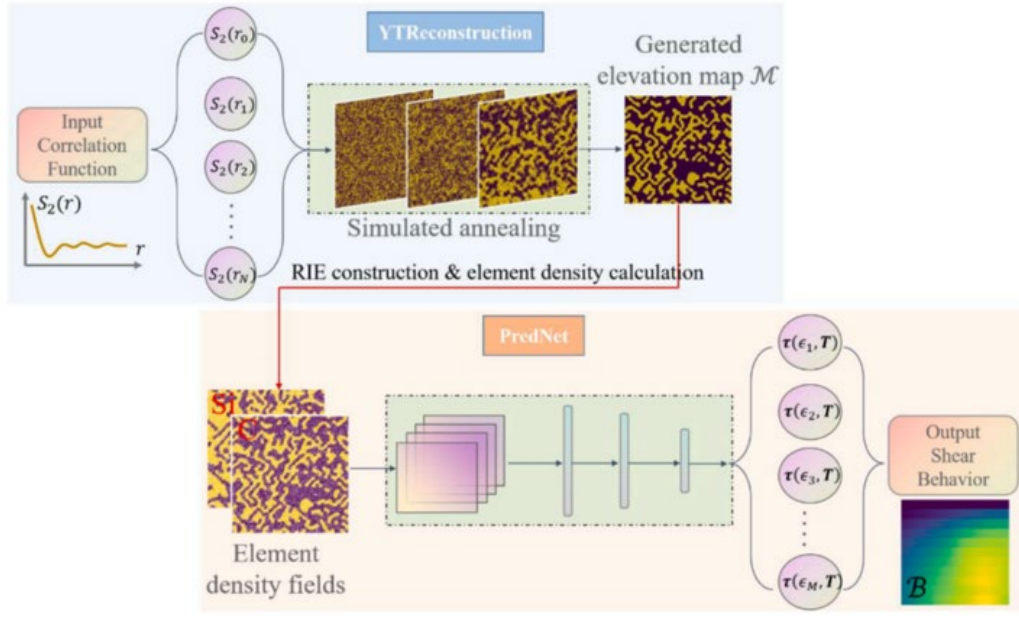 YTReconstruction
Input
Correlation
Function
S₂(r)
r
S₂(r₀)
S₂(r₁)
S₂(r₂)
S₂(r_N)
Simulated annealing
Generated
elevation map ℳ
RIE construction & element density calculation
PredNet
Si
C
Element
density fields
τ(ϵ₁, T)
τ(ϵ₂, T)
τ(ϵ₃, T)
τ(ϵ_M, T)
Output
Shear
Behavior
ℬ